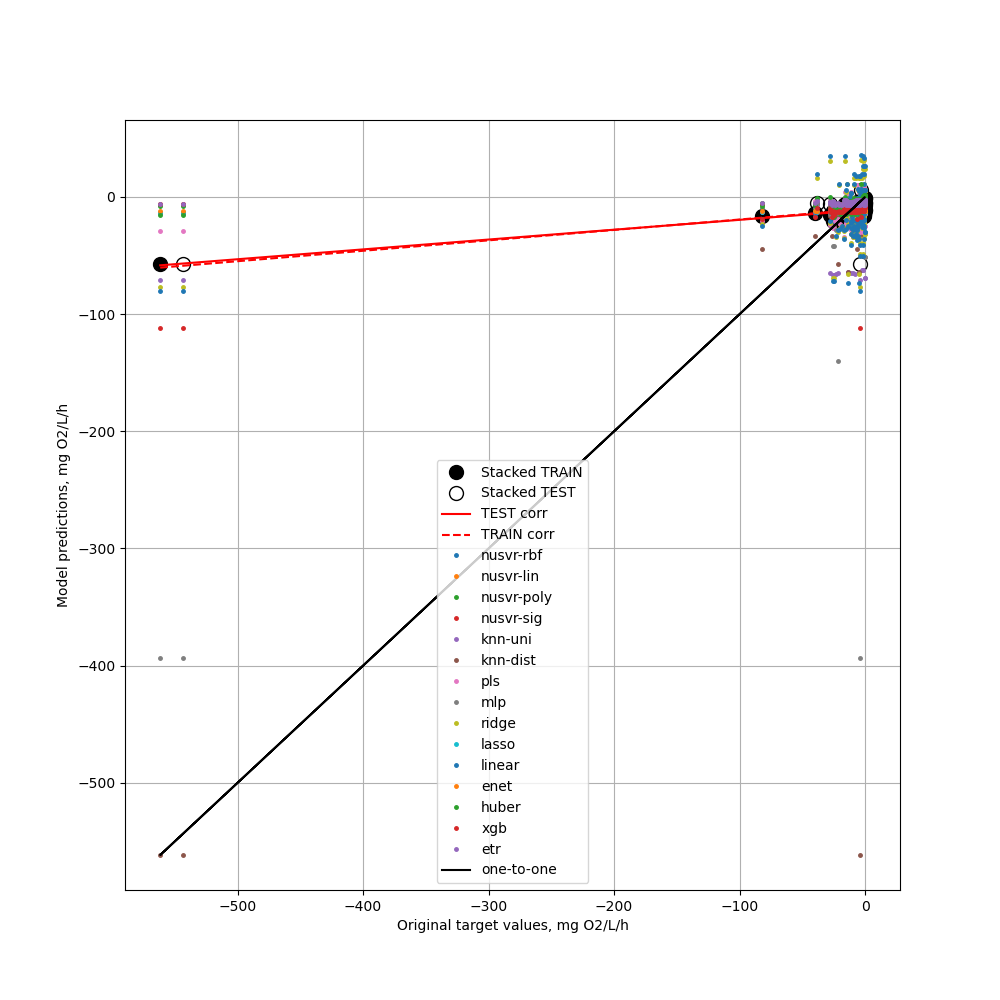 0
−100
−200
−300
−400
−500
Model predictions, mg O2/L/h
Stacked TRAIN
Stacked TEST
TEST corr
TRAIN corr
nusvr-rbf
nusvr-lin
nusvr-poly
nusvr-sig
knn-uni
knn-dist
pls
mlp
ridge
lasso
linear
enet
huber
xgb
etr
one-to-one
−500
−400
−300
−200
−100
0
Original target values, mg O2/L/h